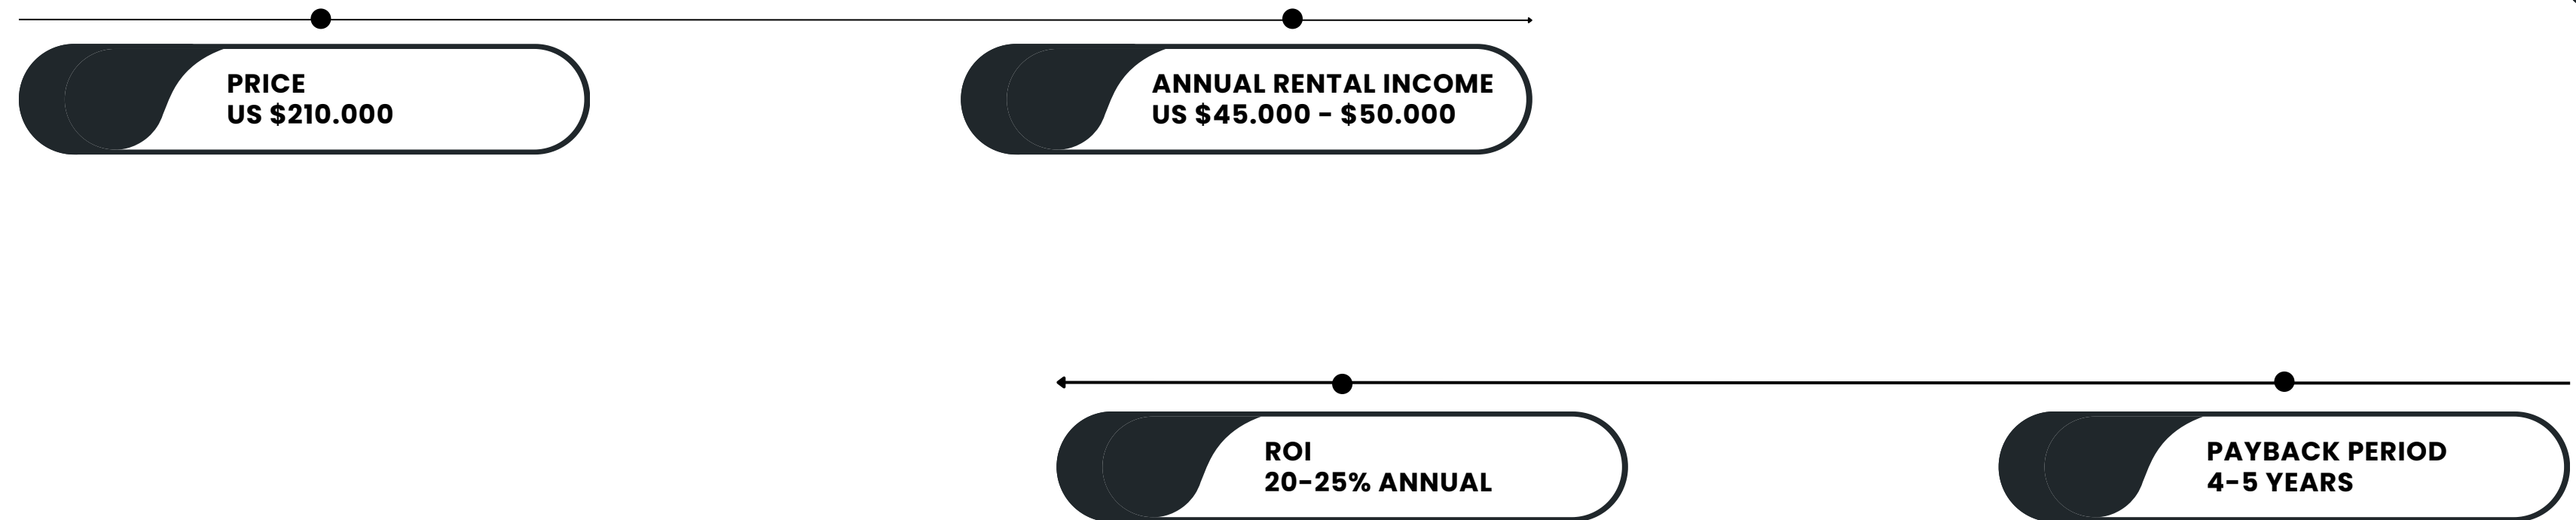 PRICE
US $210.000
ANNUAL RENTAL INCOME
US $45.000 - $50.000
ROI
20-25% ANNUAL
PAYBACK PERIOD
4-5 YEARS